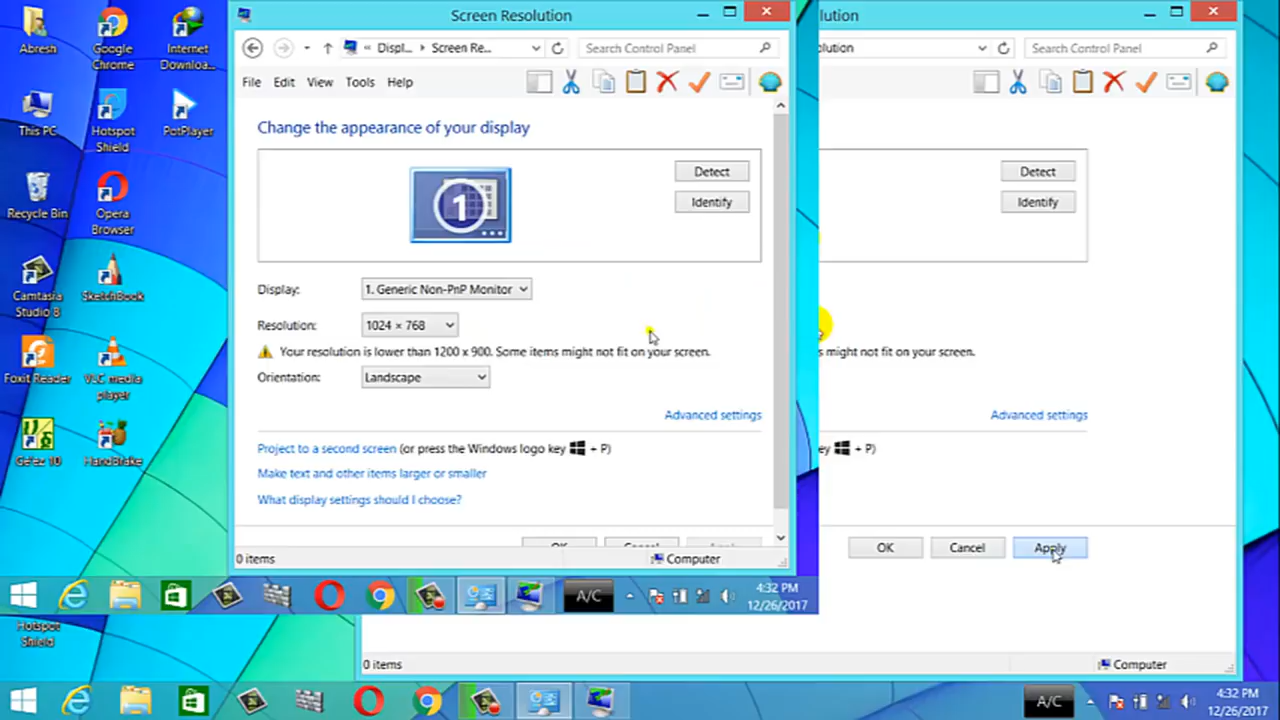 Screen Resolution
olution
Displ...
Screen Re...
Search Control Panel
Search Control Panel
File Edit View Tools Help
Change the appearance of your display
1
Detect
Identify
Detect
Identify
Display: 1. Generic Non-PnP Monitor
Resolution: 1024 × 768
Your resolution is lower than 1200 x 900. Some items might not fit on your screen.
s might not fit on your screen.
Orientation: Landscape
Advanced settings
Advanced settings
Project to a second screen (or press the Windows logo key + P)
ey + P)
Make text and other items larger or smaller
What display settings should I choose?
OK Cancel Apply
0 items
Computer
A/C
4:32 PM
12/26/2017
0 items
Computer
A/C
4:32 PM
12/26/2017
Abresh
Google
Chrome
Internet
Downloa...
This PC
Hotspot
Shield
PotPlayer
Recycle Bin
Opera
Browser
Camtasia
Studio 8
SketchBook
Foxit Reader
VLC media
player
Ge'ez 10
HandBrake
Hotspot
Shield